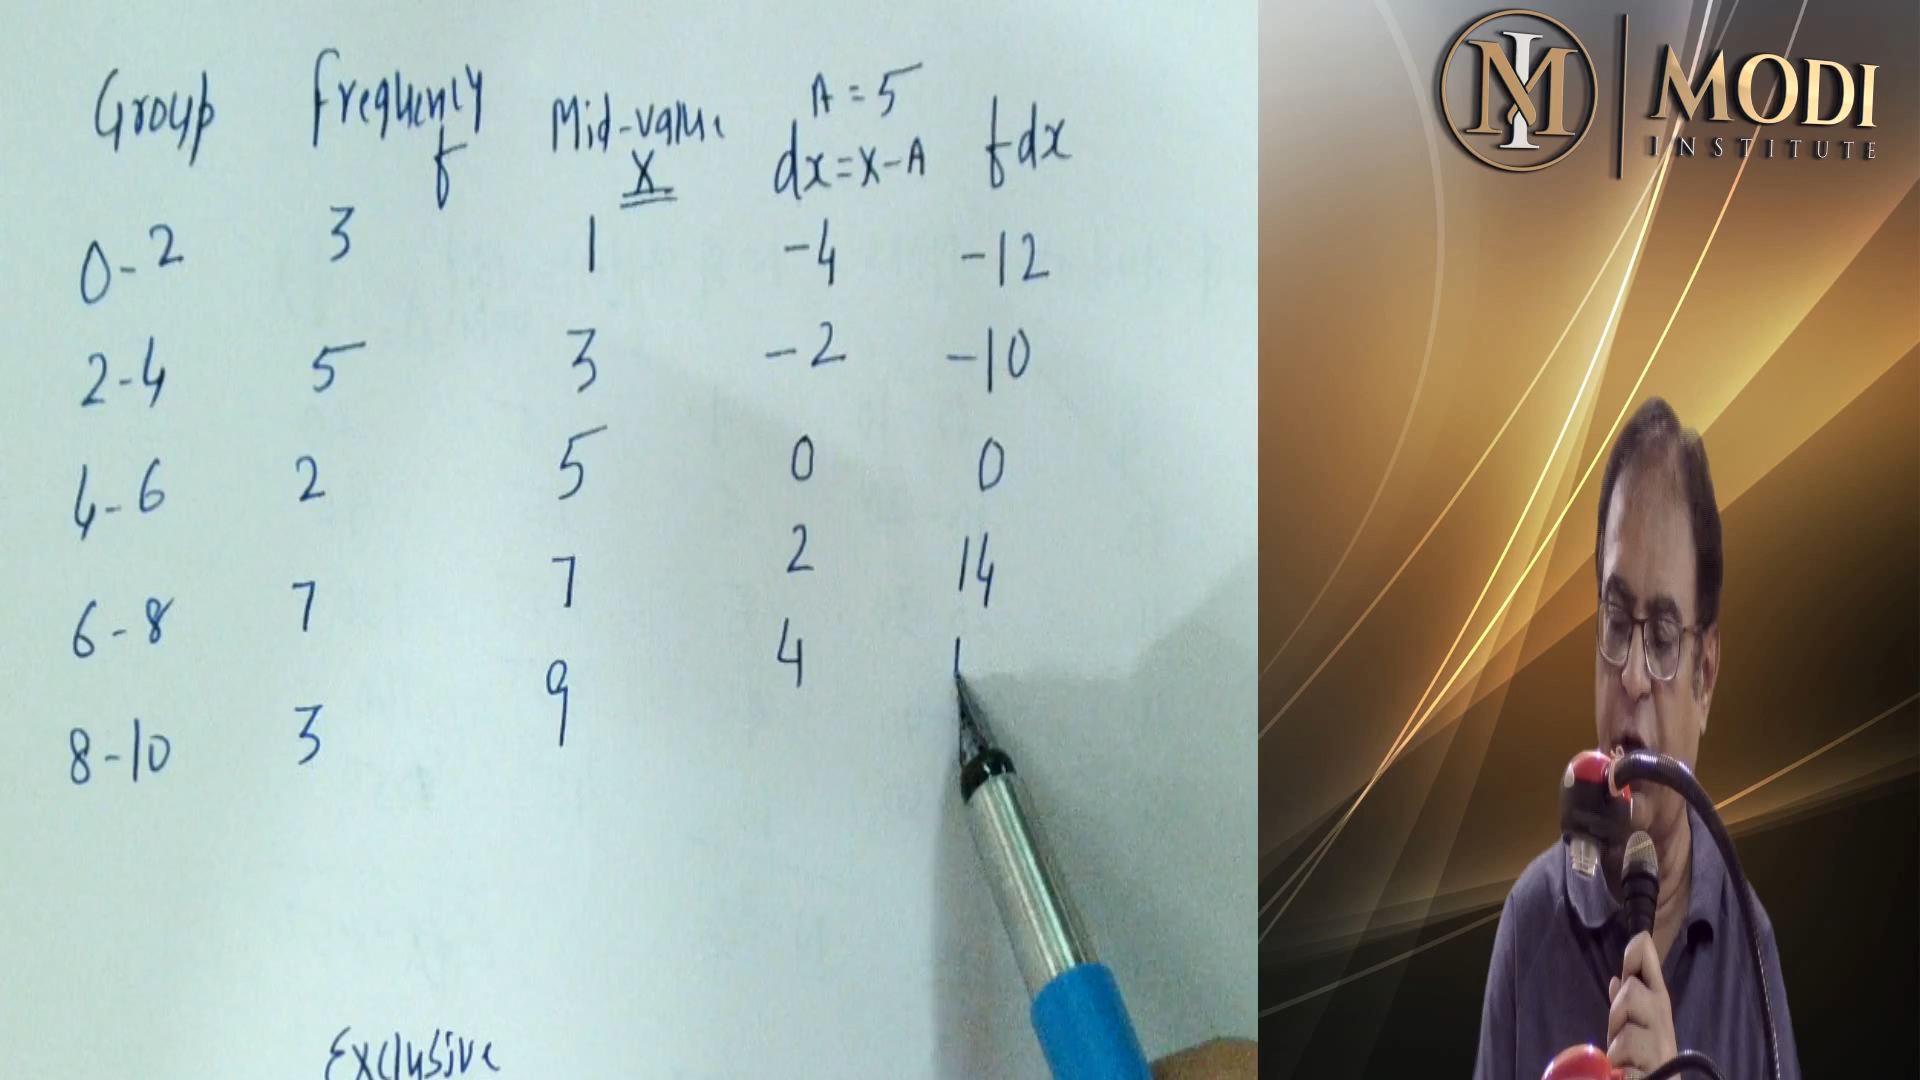 Group Frequency f Mid-value X A=5 dx=X-A fdx
0-2 3 1 -4 -12
2-4 5 3 -2 -10
4-6 2 5 0 0
6-8 7 7 2 14
8-10 3 9 4 1
Exclusive
IM MODI
INSTITUTE